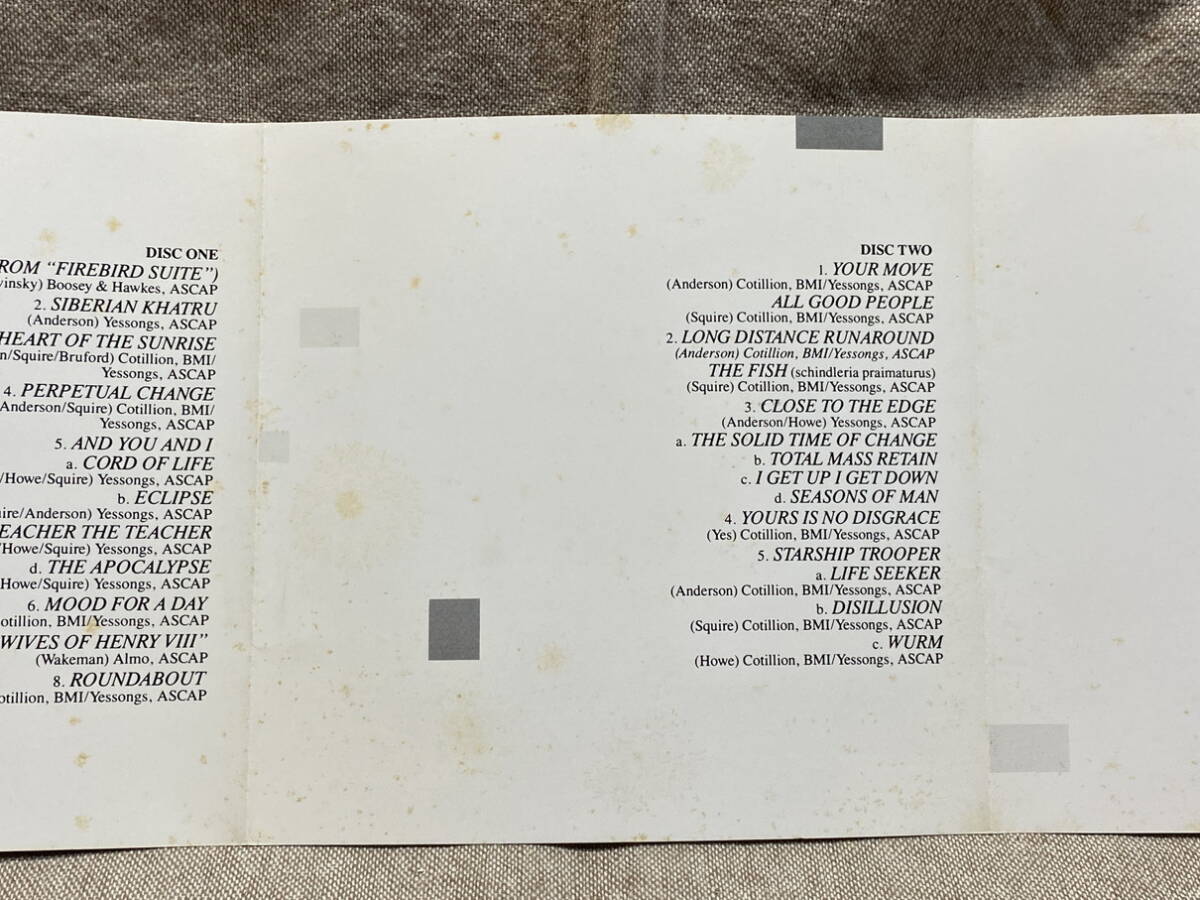 DISC ONE
"FIREBIRD SUITE")
Boosey & Hawkes, ASCAP
2. SIBERIAN KHATRU
(Anderson) Yessongs, ASCAP
HEART OF THE SUNRISE
/Squire/Bruford) Cotillion, BMI/
Yessongs, ASCAP
4. PERPETUAL CHANGE
Anderson/Squire) Cotillion, BMI/
Yessongs, ASCAP
5. AND YOU AND I
a. CORD OF LIFE
/Howe/Squire) Yessongs, ASCAP
b. ECLIPSE
/Anderson) Yessongs, ASCAP
THE TEACHER
/Howe/Squire) Yessongs, ASCAP
d. THE APOCALYPSE
Howe/Squire) Yessongs, ASCAP
6. MOOD FOR A DAY
BMI/Yessongs, ASCAP
WIVES OF HENRY VIII"
(Wakeman) Almo, ASCAP
8. ROUNDABOUT
BMI/Yessongs, ASCAP
DISC TWO
1. YOUR MOVE
(Anderson) Cotillion, BMI/Yessongs, ASCAP
ALL GOOD PEOPLE
(Squire) Cotillion, BMI/Yessongs, ASCAP
2. LONG DISTANCE RUNAROUND
(Anderson) Cotillion, BMI/Yessongs, ASCAP
THE FISH (schindleria praimaturus)
(Squire) Cotillion, BMI/Yessongs, ASCAP
3. CLOSE TO THE EDGE
(Anderson/Howe) Yessongs, ASCAP
a. THE SOLID TIME OF CHANGE
b. TOTAL MASS RETAIN
c. I GET UP I GET DOWN
d. SEASONS OF MAN
4. YOURS IS NO DISGRACE
(Yes) Cotillion, BMI/Yessongs, ASCAP
5. STARSHIP TROOPER
a. LIFE SEEKER
(Anderson) Cotillion, BMI/Yessongs, ASCAP
b. DISILLUSION
(Squire) Cotillion, BMI/Yessongs, ASCAP
c. WURM
(Howe) Cotillion, BMI/Yessongs, ASCAP